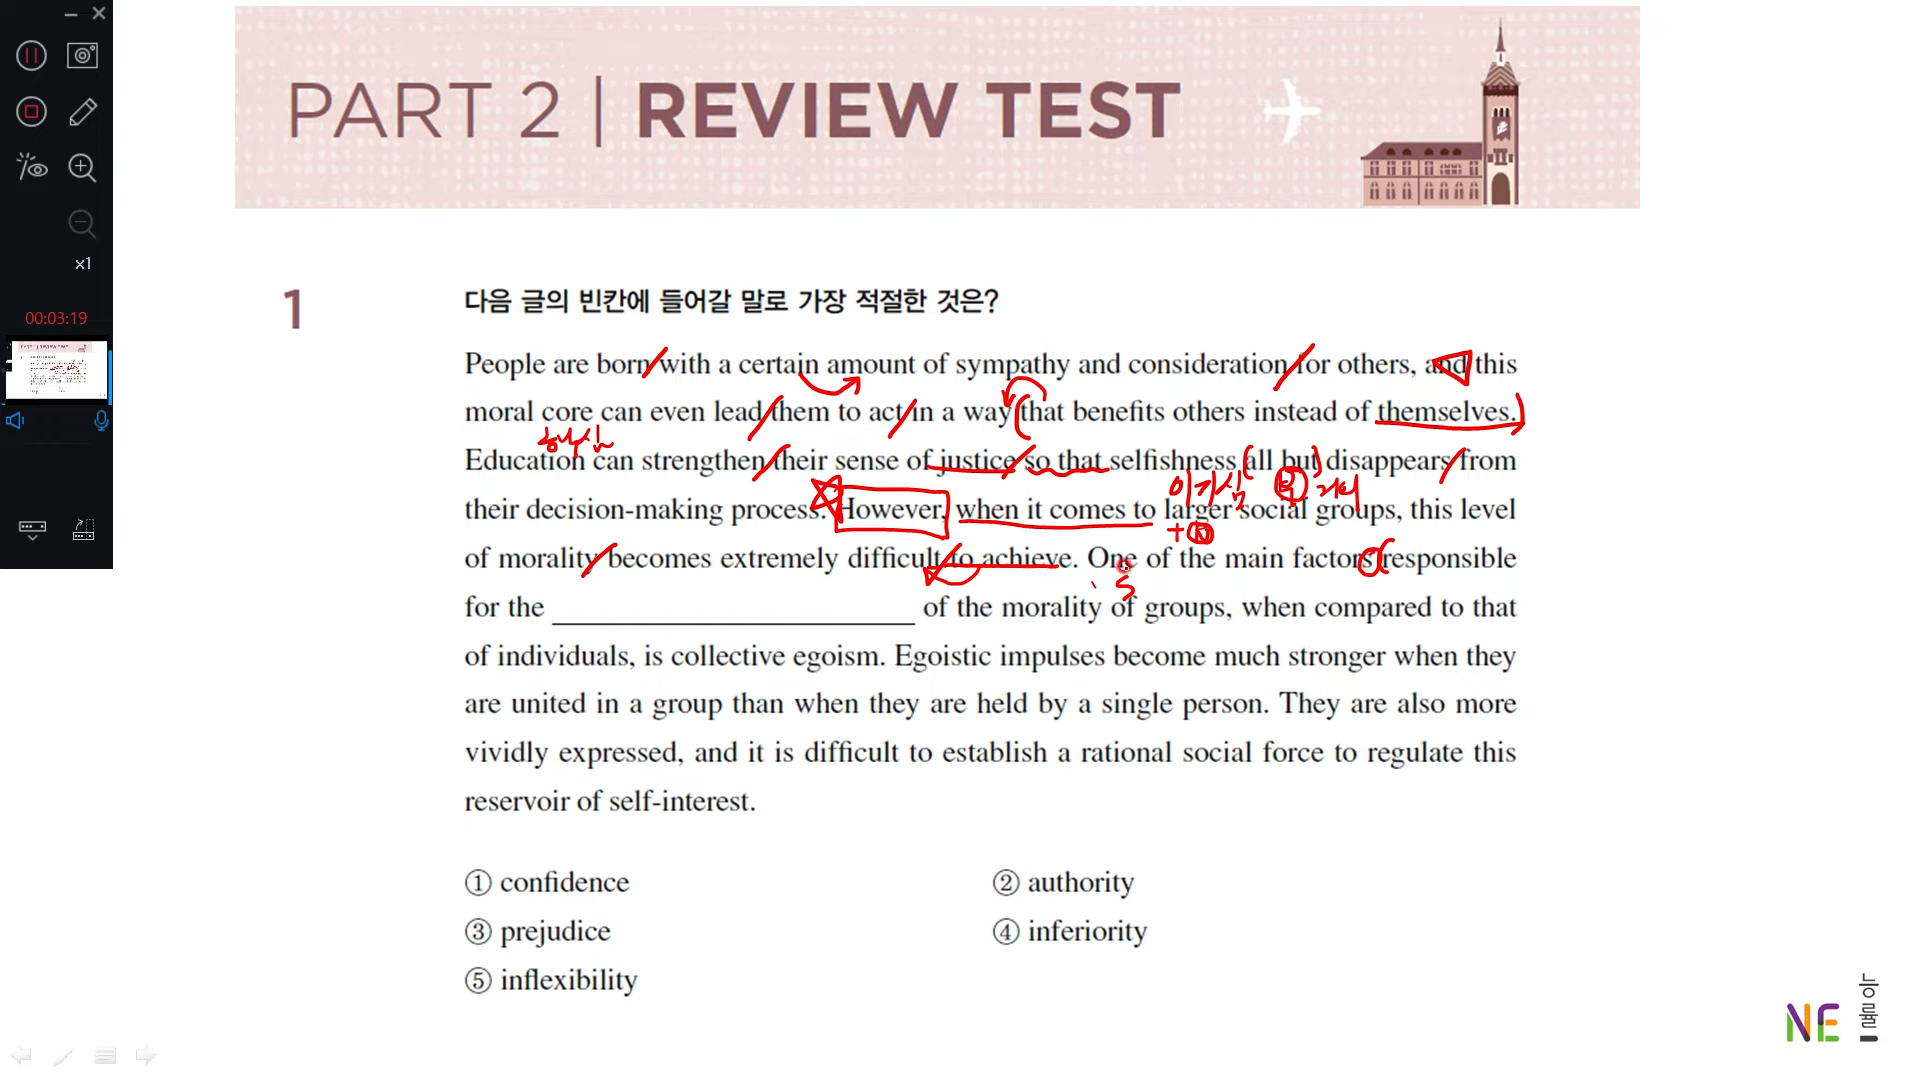 PART 2 | REVIEW TEST
x1
00:03:19
1
다음 글의 빈칸에 들어갈 말로 가장 적절한 것은?
People are born with a certain amount of sympathy and consideration for others, and this
moral core can even lead them to act in a way that benefits others instead of themselves.
Education can strengthen their sense of justice so that selfishness all but disappears from
이기심 거의
their decision-making process. However, when it comes to larger social groups, this level
of morality becomes extremely difficult to achieve. One of the main factors responsible
S
for the ____ of the morality of groups, when compared to that
of individuals, is collective egoism. Egoistic impulses become much stronger when they
are united in a group than when they are held by a single person. They are also more
vividly expressed, and it is difficult to establish a rational social force to regulate this
reservoir of self-interest.
① confidence
② authority
③ prejudice
④ inferiority
⑤ inflexibility
NE 능률